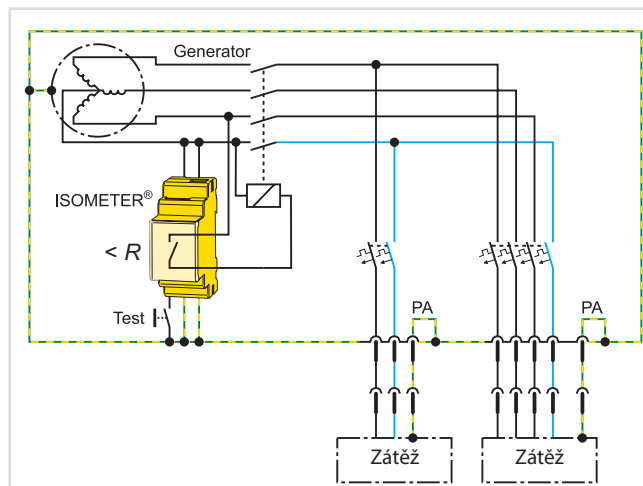 Generator
ISOMETER®
< R
Test
PA
PA
Zátěž
Zátěž